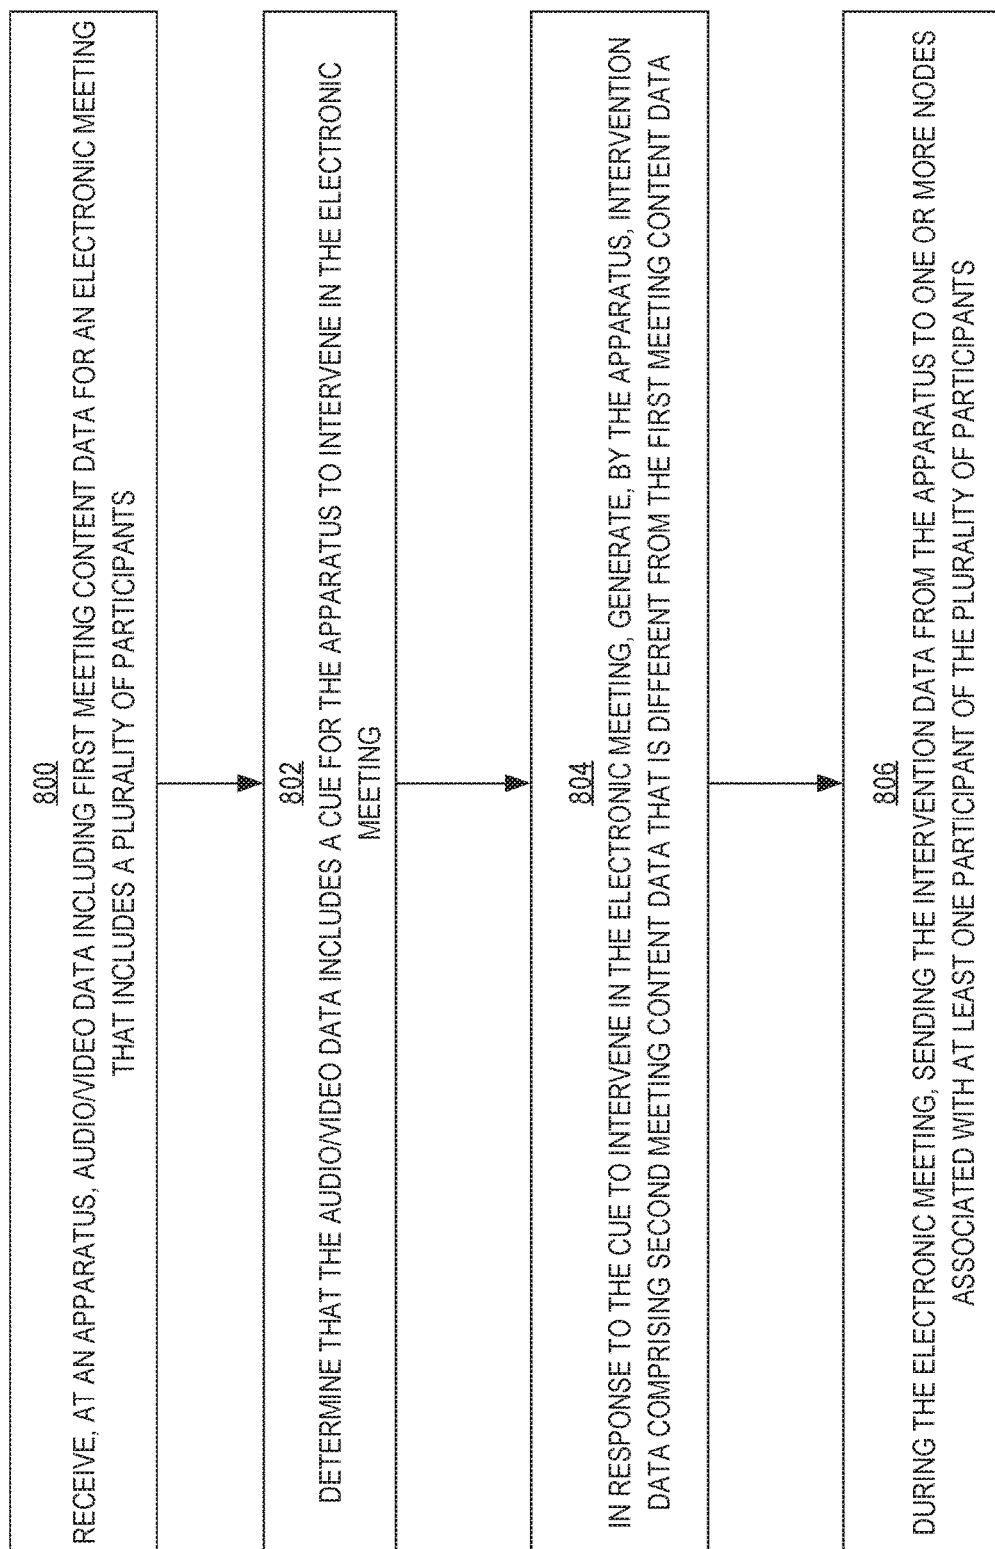 800
RECEIVE, AT AN APPARATUS, AUDIO/VIDEO DATA INCLUDING FIRST MEETING CONTENT DATA FOR AN ELECTRONIC MEETING
THAT INCLUDES A PLURALITY OF PARTICIPANTS
802
DETERMINE THAT THE AUDIO/VIDEO DATA INCLUDES A CUE FOR THE APPARATUS TO INTERVENE IN THE ELECTRONIC
MEETING
804
IN RESPONSE TO THE CUE TO INTERVENE IN THE ELECTRONIC MEETING, GENERATE, BY THE APPARATUS, INTERVENTION
DATA COMPRISING SECOND MEETING CONTENT DATA THAT IS DIFFERENT FROM THE FIRST MEETING CONTENT DATA
806
DURING THE ELECTRONIC MEETING, SENDING THE INTERVENTION DATA FROM THE APPARATUS TO ONE OR MORE NODES
ASSOCIATED WITH AT LEAST ONE PARTICIPANT OF THE PLURALITY OF PARTICIPANTS